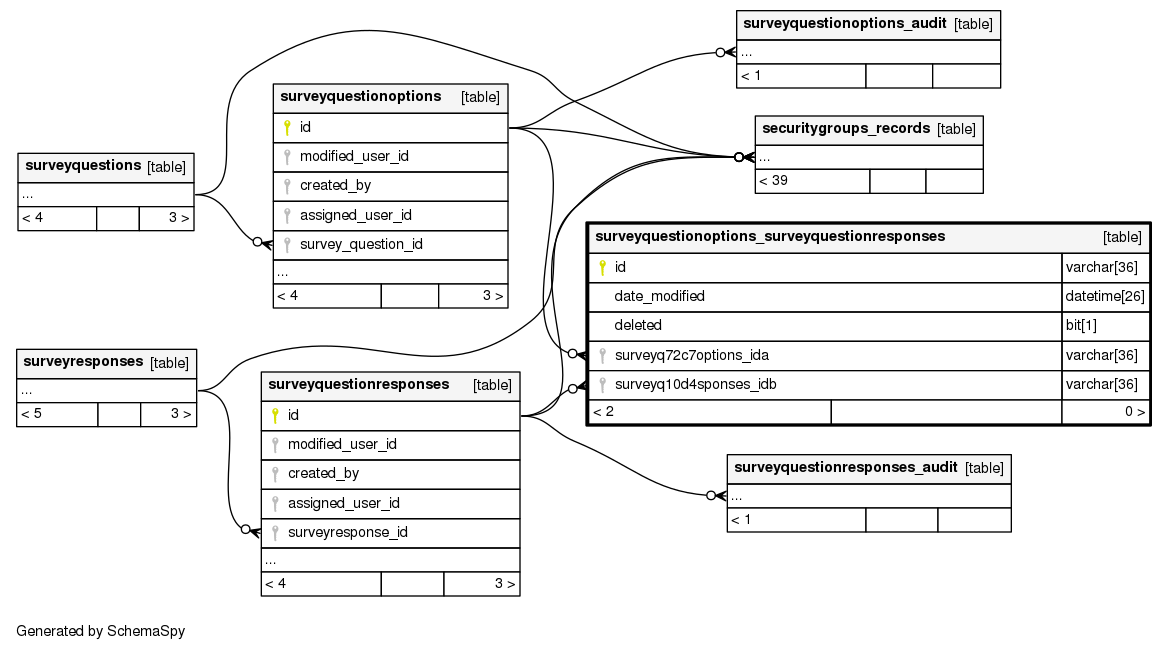 surveyquestionoptions_audit [table]
...
< 1
surveyquestionoptions [table]
id
modified_user_id
created_by
assigned_user_id
survey_question_id
...
< 4 3 >
securitygroups_records [table]
...
< 39
surveyquestions [table]
...
< 4 3 >
surveyquestionoptions_surveyquestionresponses [table]
id varchar[36]
date_modified datetime[26]
deleted bit[1]
surveyq72c7options_ida varchar[36]
surveyq10d4sponses_idb varchar[36]
< 2 0 >
surveyresponses [table]
...
< 5 3 >
surveyquestionresponses [table]
id
modified_user_id
created_by
assigned_user_id
surveyresponse_id
...
< 4 3 >
surveyquestionresponses_audit [table]
...
< 1
Generated by SchemaSpy